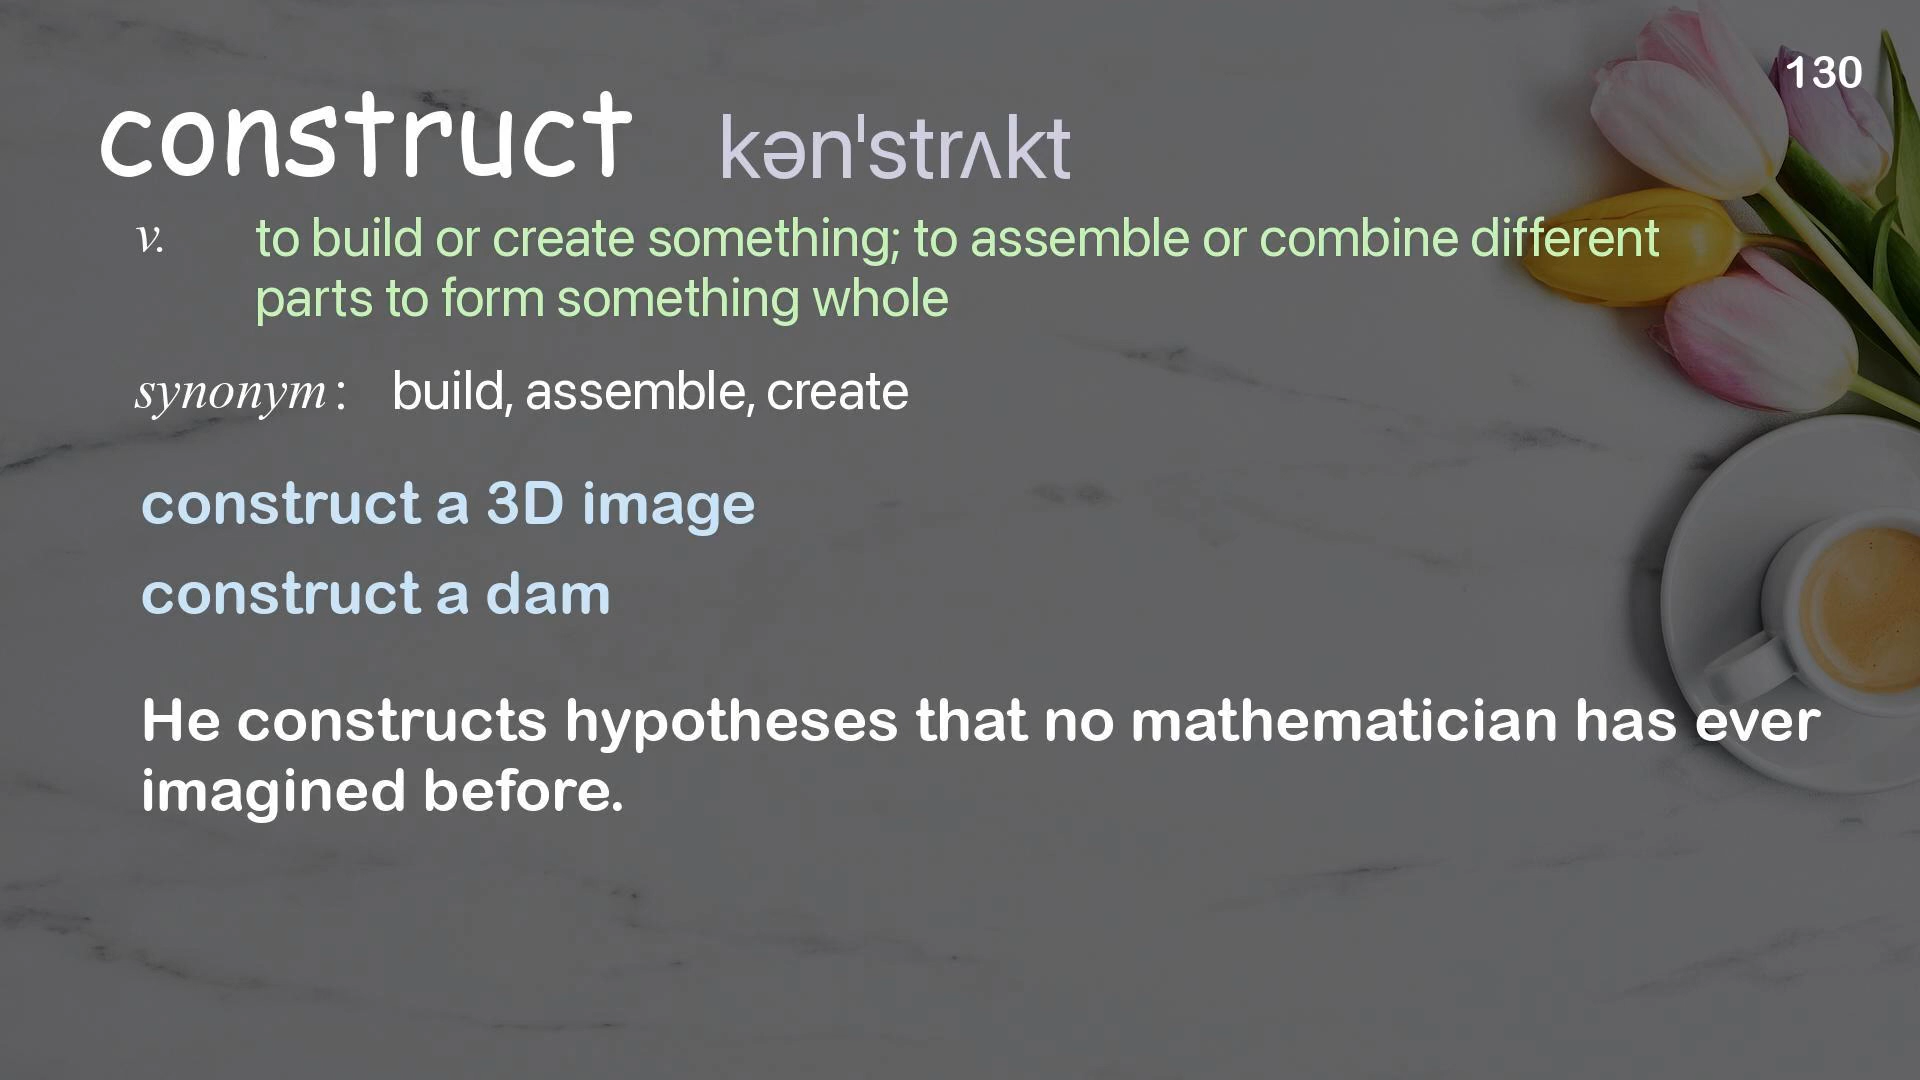 130
construct kən'strʌkt
v. to build or create something; to assemble or combine different
parts to form something whole
synonym: build, assemble, create
construct a 3D image
construct a dam
He constructs hypotheses that no mathematician has ever
imagined before.